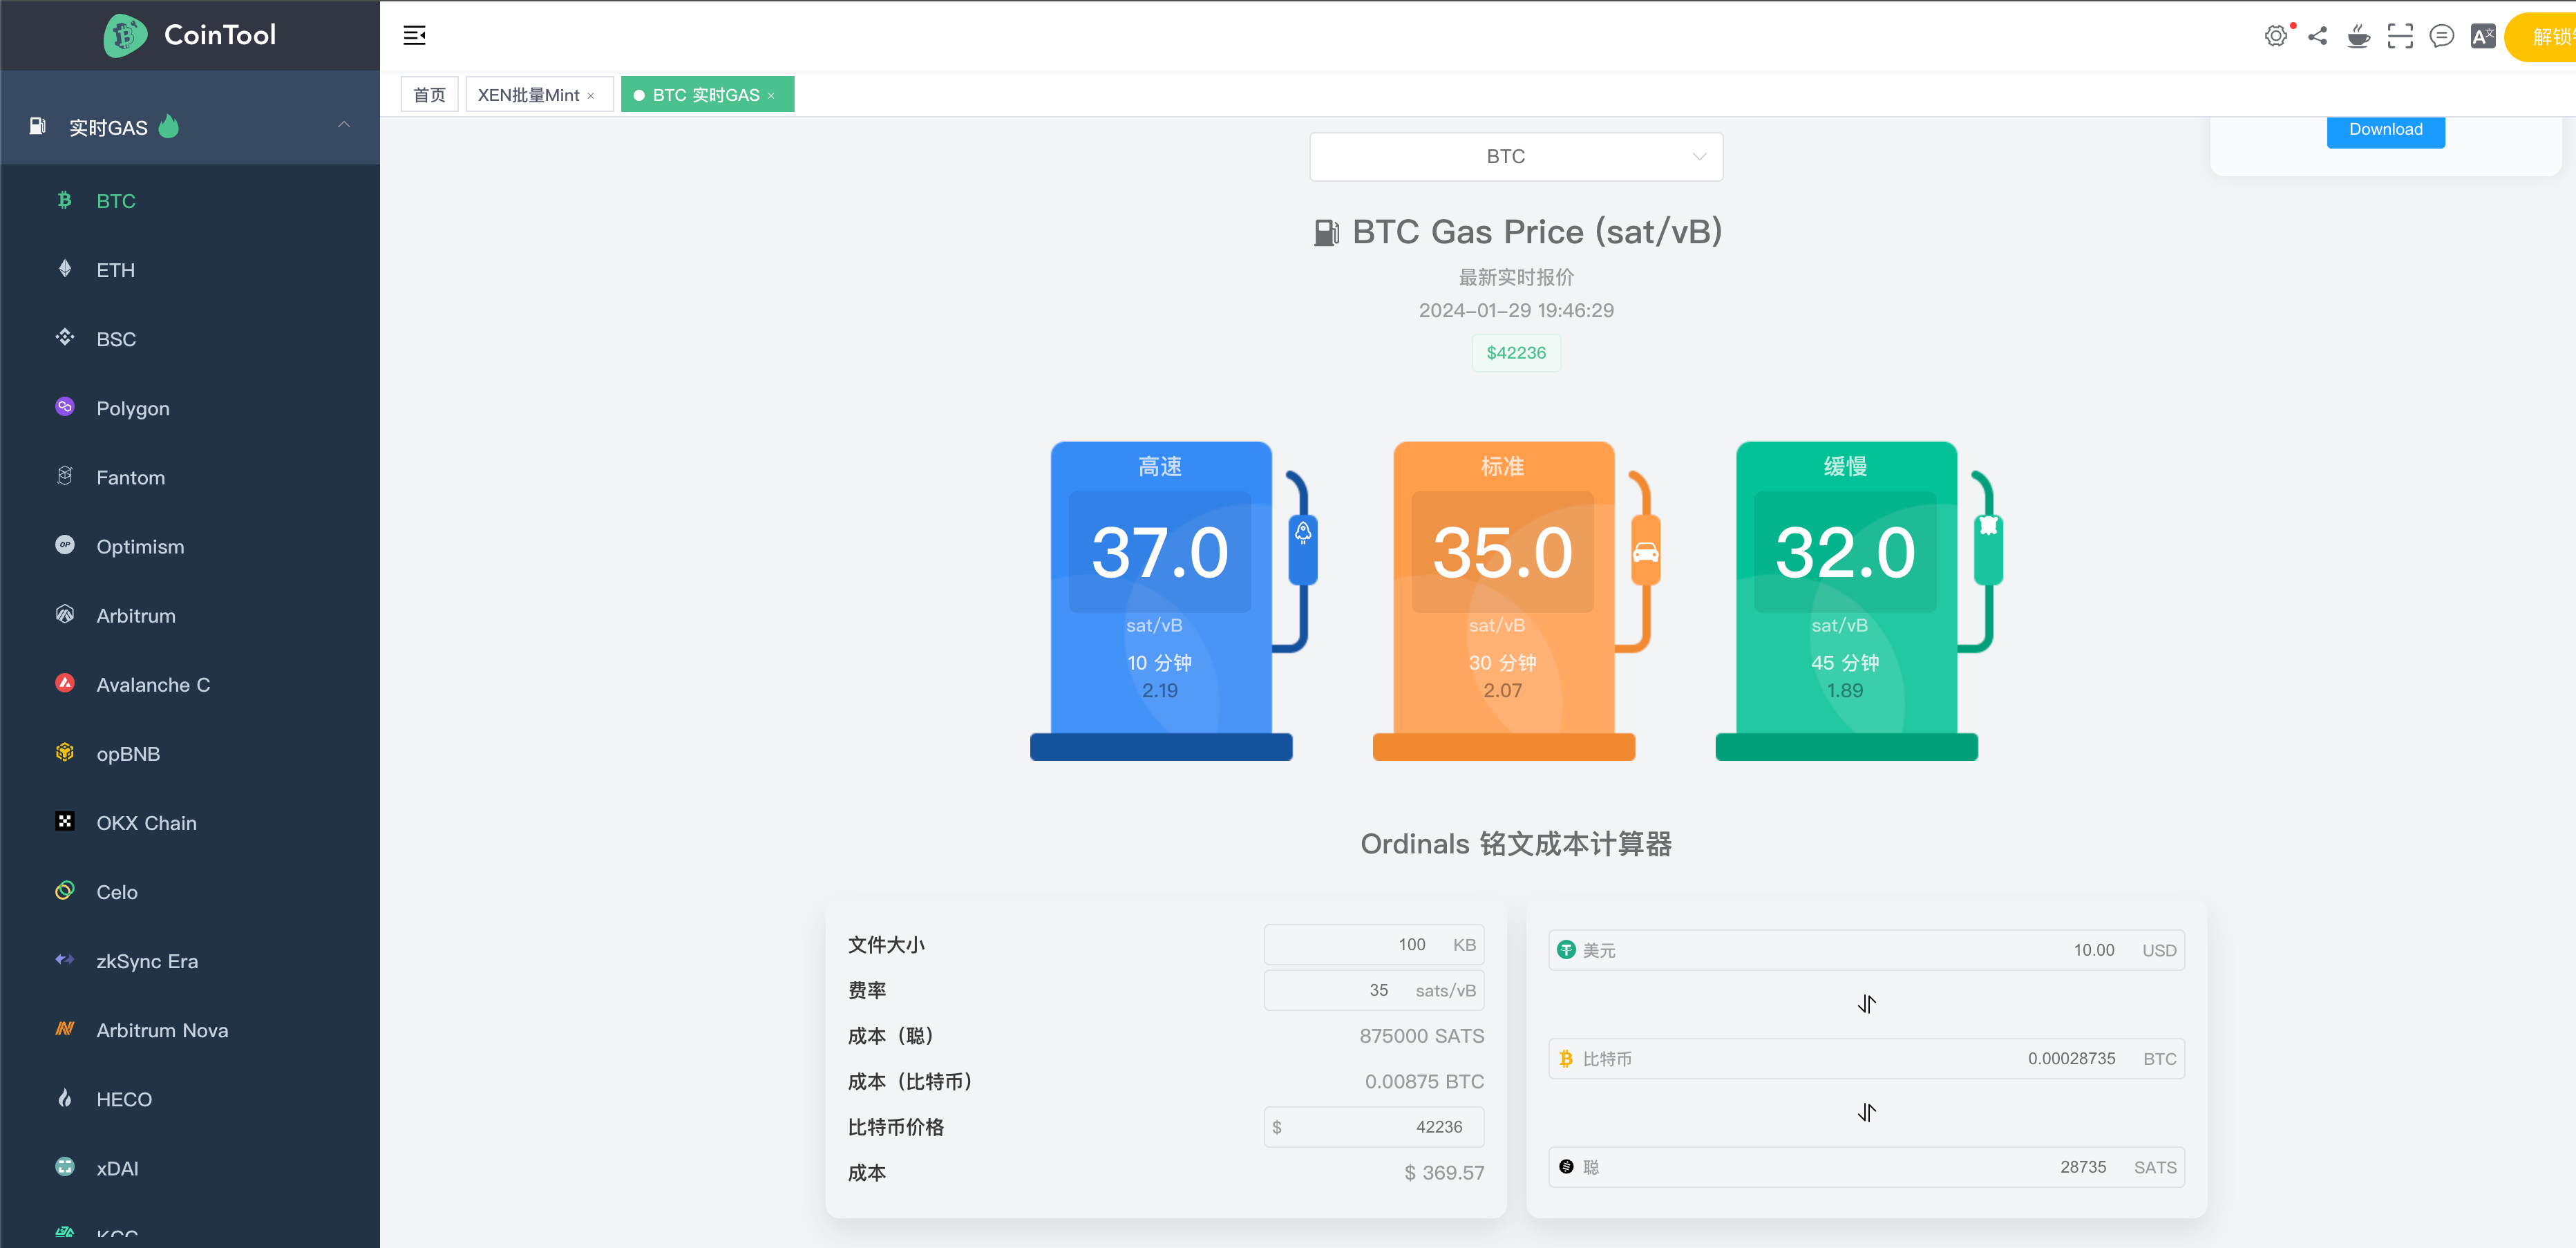 CoinTool
解锁
首页
XEN批量Mint ×
BTC 实时GAS ×
实时GAS
BTC
ETH
BSC
Polygon
Fantom
Optimism
Arbitrum
Avalanche C
opBNB
OKX Chain
Celo
zkSync Era
Arbitrum Nova
HECO
xDAI
KCC
BTC
Download
BTC Gas Price (sat/vB)
最新实时报价
2024-01-29 19:46:29
$42236
高速
37.0
sat/vB
10 分钟
2.19
标准
35.0
sat/vB
30 分钟
2.07
缓慢
32.0
sat/vB
45 分钟
1.89
Ordinals 铭文成本计算器
文件大小 100 KB
费率 35 sats/vB
成本（聪） 875000 SATS
成本（比特币） 0.00875 BTC
比特币价格 $ 42236
成本 $ 369.57
美元 10.00 USD
比特币 0.00028735 BTC
聪 28735 SATS